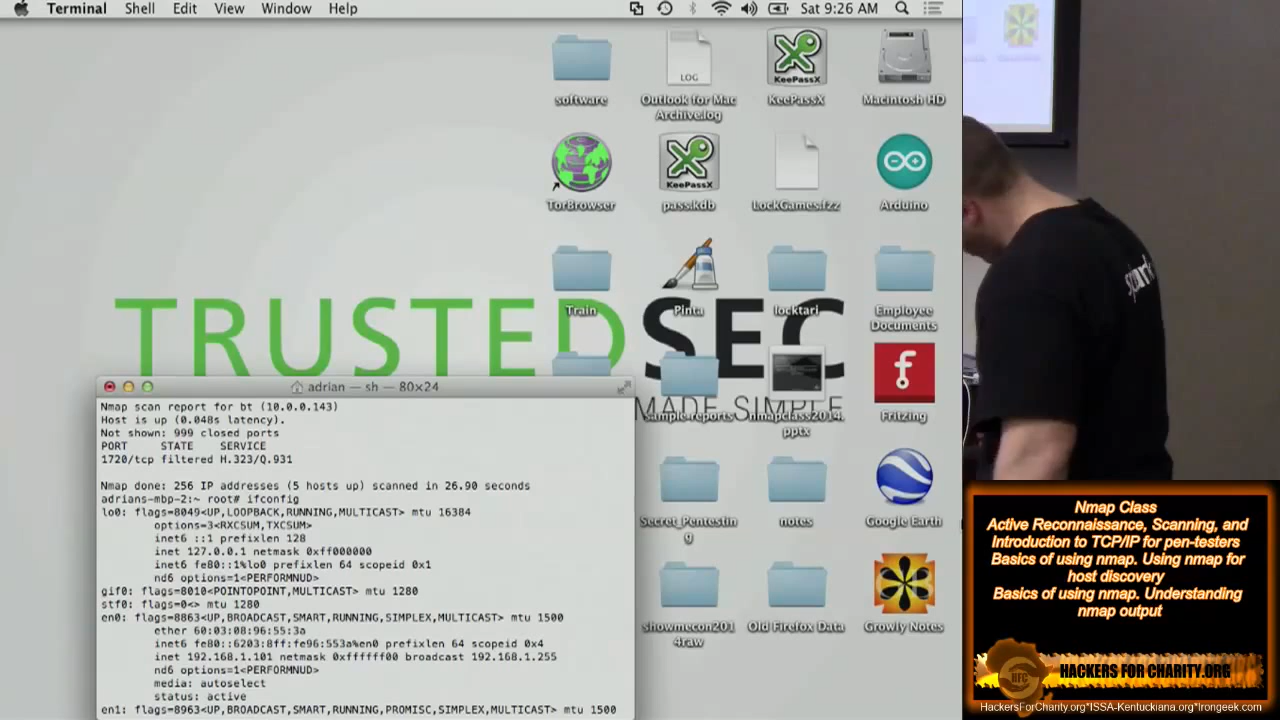 Terminal Shell Edit View Window Help
Sat 9:26 AM
software
LOG
Outlook for Mac
Archive.log
KeePassX
KeePassX
Macintosh HD
TorBrowser
KeePassX
pass.kdb
LockGames.fzz
Arduino
Train
Pinta
locktari
Employee
Documents
TRUSTEDSEC
MADE SIMPLE
sample-reports
nmapclass2014.
pptx
Fritzing
Secret_Pentestin
g
notes
Google Earth
showmecon201
4raw
Old Firefox Data
Growly Notes
adrian — sh — 80×24
Nmap scan report for bt (10.0.0.143)
Host is up (0.048s latency).
Not shown: 999 closed ports
PORT STATE SERVICE
1720/tcp filtered H.323/Q.931
Nmap done: 256 IP addresses (5 hosts up) scanned in 26.90 seconds
adrians-mbp-2:~ root# ifconfig
lo0: flags=8049<UP,LOOPBACK,RUNNING,MULTICAST> mtu 16384
options=3<RXCSUM,TXCSUM>
inet6 ::1 prefixlen 128
inet 127.0.0.1 netmask 0xff000000
inet6 fe80::1%lo0 prefixlen 64 scopeid 0x1
nd6 options=1<PERFORMNUD>
gif0: flags=8010<POINTOPOINT,MULTICAST> mtu 1280
stf0: flags=0<> mtu 1280
en0: flags=8863<UP,BROADCAST,SMART,RUNNING,SIMPLEX,MULTICAST> mtu 1500
ether 60:03:08:96:55:3a
inet6 fe80::6203:8ff:fe96:553a%en0 prefixlen 64 scopeid 0x4
inet 192.168.1.101 netmask 0xffffff00 broadcast 192.168.1.255
nd6 options=1<PERFORMNUD>
media: autoselect
status: active
en1: flags=8963<UP,BROADCAST,SMART,RUNNING,PROMISC,SIMPLEX,MULTICAST> mtu 1500
Nmap Class
Active Reconnaissance, Scanning, and
Introduction to TCP/IP for pen-testers
Basics of using nmap. Using nmap for
host discovery
Basics of using nmap. Understanding
nmap output
HFC
HACKERS FOR CHARITY.ORG
HackersForCharity.org*ISSA-Kentuckiana.org*Irongeek.com